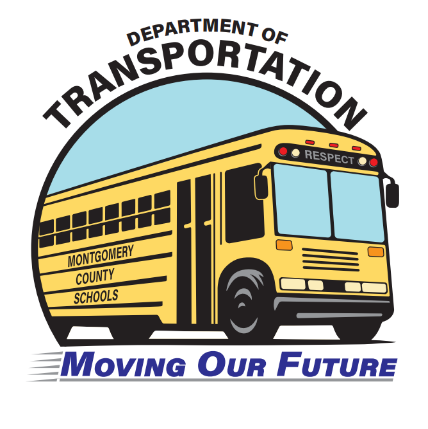 DEPARTMENT OF
TRANSPORTATION
RESPECT
MONTGOMERY
COUNTY
SCHOOLS
MOVING OUR FUTURE